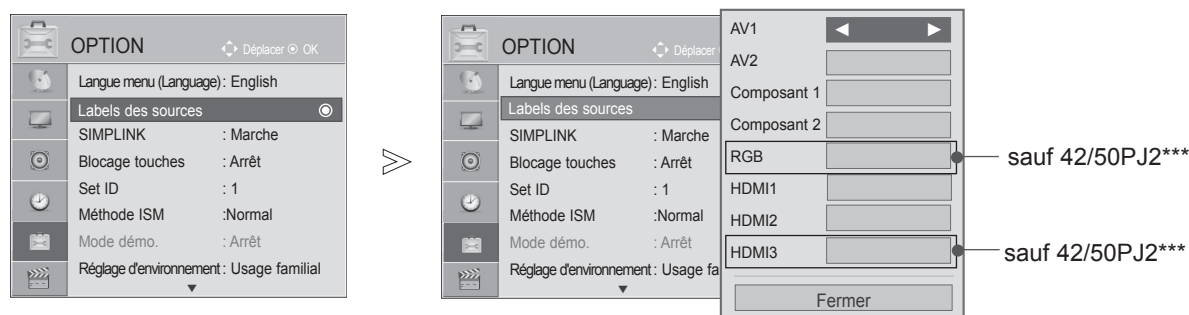 OPTION
Déplacer OK
Langue menu (Language) : English
Labels des sources
SIMPLINK : Marche
Blocage touches : Arrêt
Set ID : 1
Méthode ISM :Normal
Mode démo. : Arrêt
Réglage d'environnement : Usage familial
OPTION
Déplacer
Langue menu (Language) : English
Labels des sources
SIMPLINK : Marche
Blocage touches : Arrêt
Set ID : 1
Méthode ISM :Normal
Mode démo. : Arrêt
Réglage d'environnement : Usage fa
AV1
AV2
Composant 1
Composant 2
RGB
HDMI1
HDMI2
HDMI3
Fermer
sauf 42/50PJ2***
sauf 42/50PJ2***